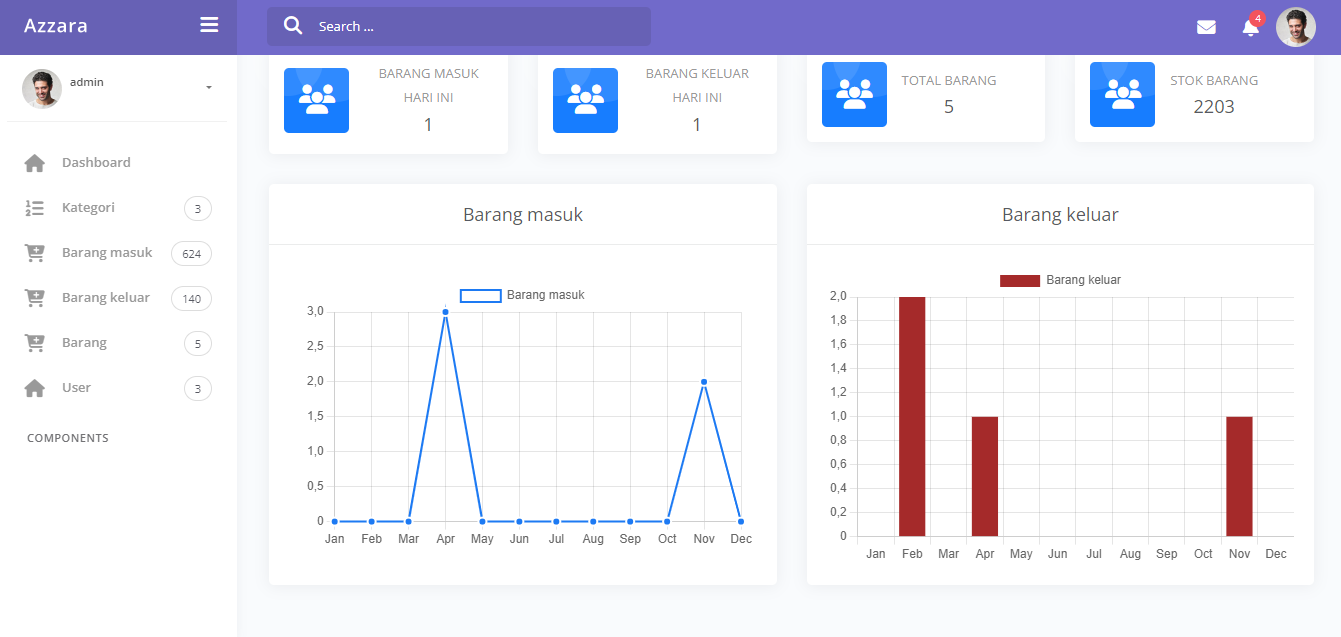 Azzara
Search ...
4
admin
Dashboard
Kategori 3
Barang masuk 624
Barang keluar 140
Barang 5
User 3
COMPONENTS
BARANG MASUK
HARI INI
1
BARANG KELUAR
HARI INI
1
TOTAL BARANG
5
STOK BARANG
2203
Barang masuk
Barang masuk
3,0
2,5
2,0
1,5
1,0
0,5
0
Jan Feb Mar Apr May Jun Jul Aug Sep Oct Nov Dec
Barang keluar
Barang keluar
2,0
1,8
1,6
1,4
1,2
1,0
0,8
0,6
0,4
0,2
0
Jan Feb Mar Apr May Jun Jul Aug Sep Oct Nov Dec